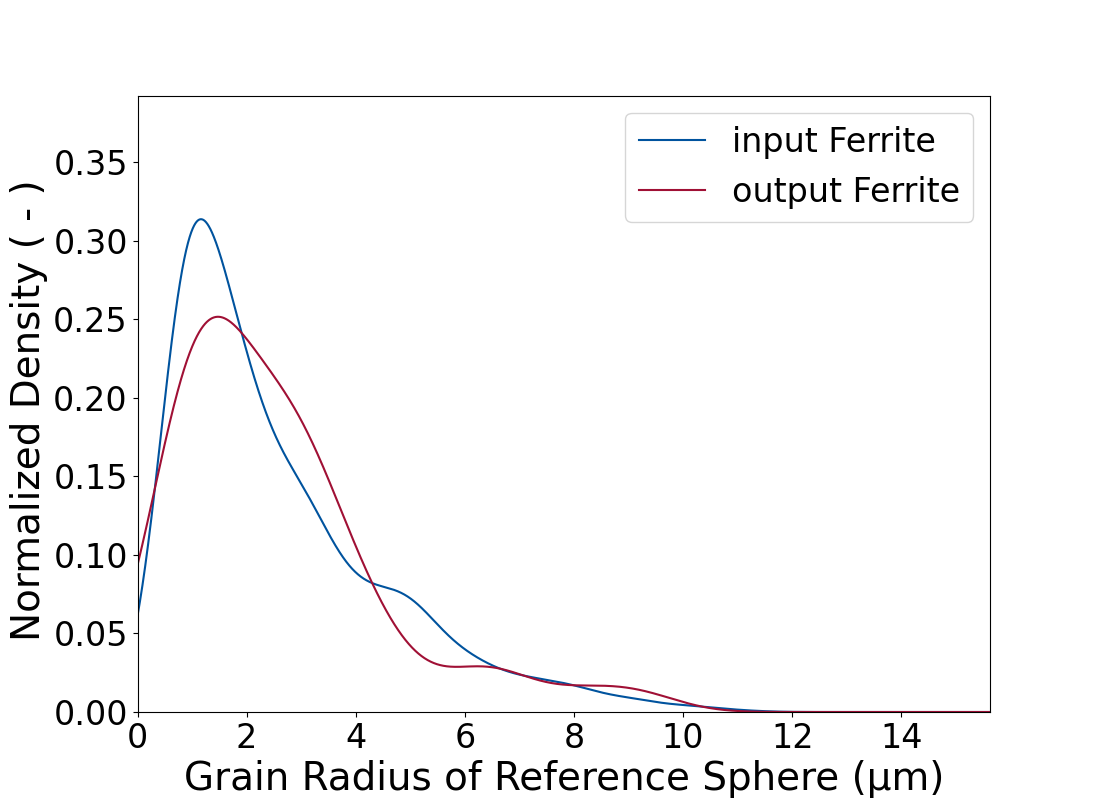 input Ferrite
output Ferrite
Normalized Density ( - )
0.35
0.30
0.25
0.20
0.15
0.10
0.05
0.00
0 2 4 6 8 10 12 14
Grain Radius of Reference Sphere (μm)